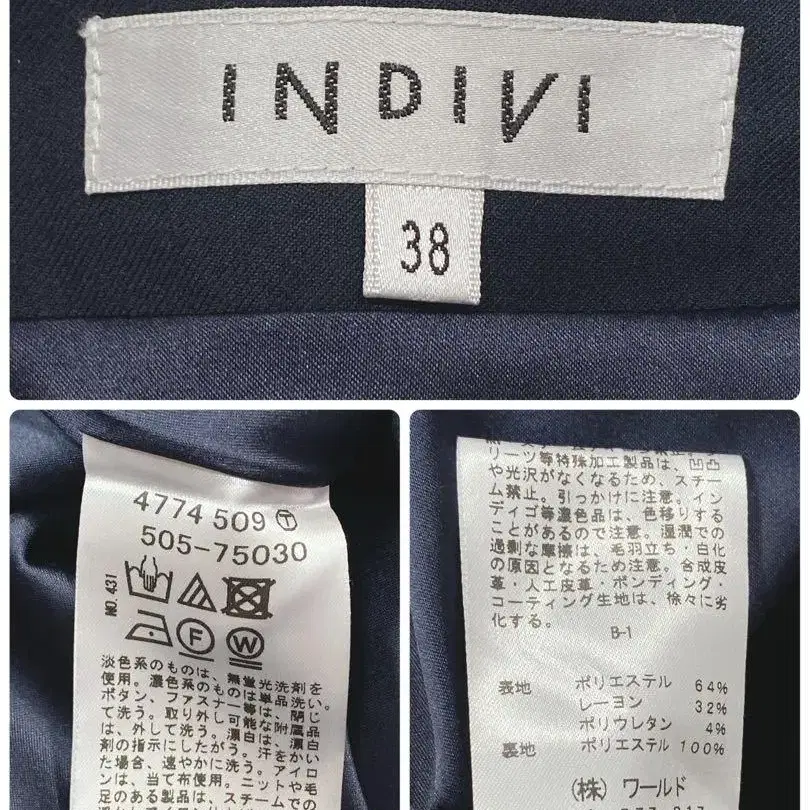 INDIVI
38
4774 509 Ⓣ
505-75030
NO. 431
F
W
淡色系のものは、無蛍光洗剤を
使用。濃色系のものは単品洗い。
ボタン、ファスナー等は、閉じ
て洗う。取り外し可能な附属品
は、外して洗う。漂白は、漂白
剤の指示にしたがう。汗をかい
た場合、速やかに洗う。アイロ
ンは、当て布使用。ニットや毛
足のある製品は、スチームでの
リーツ等特殊加工製品は、凹凸
や光沢がなくなるため、スチー
ム禁止。引っかけに注意。イン
ディゴ等濃色品は、色移りする
ことがあるので注意。湿潤での
過剰な摩擦は、毛羽立ち・白化
の原因となるため注意。合成皮
革・人工皮革・ボンディング・
コーティング生地は、徐々に劣
化する。
B-1
表地 ポリエステル 64%
レーヨン 32%
ポリウレタン 4%
裏地 ポリエステル 100%
(株) ワールド